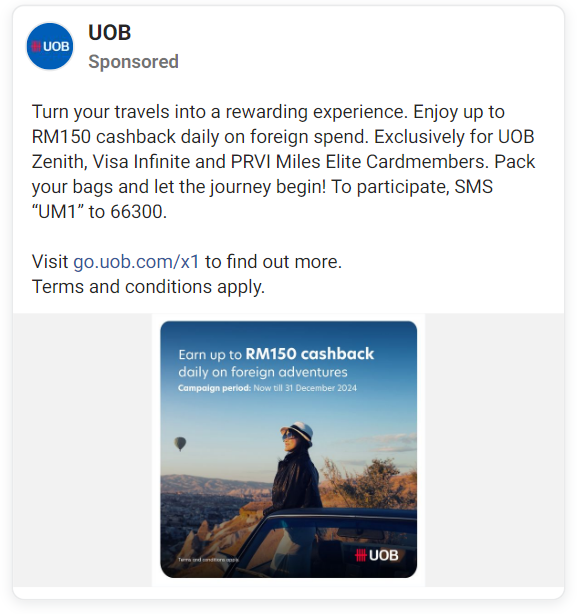 UOB
UOB
Sponsored
Turn your travels into a rewarding experience. Enjoy up to
RM150 cashback daily on foreign spend. Exclusively for UOB
Zenith, Visa Infinite and PRVI Miles Elite Cardmembers. Pack
your bags and let the journey begin! To participate, SMS
“UM1” to 66300.
Visit go.uob.com/x1 to find out more.
Terms and conditions apply.
Earn up to RM150 cashback
daily on foreign adventures
Campaign period: Now till 31 December 2024
Terms and conditions apply.
UOB